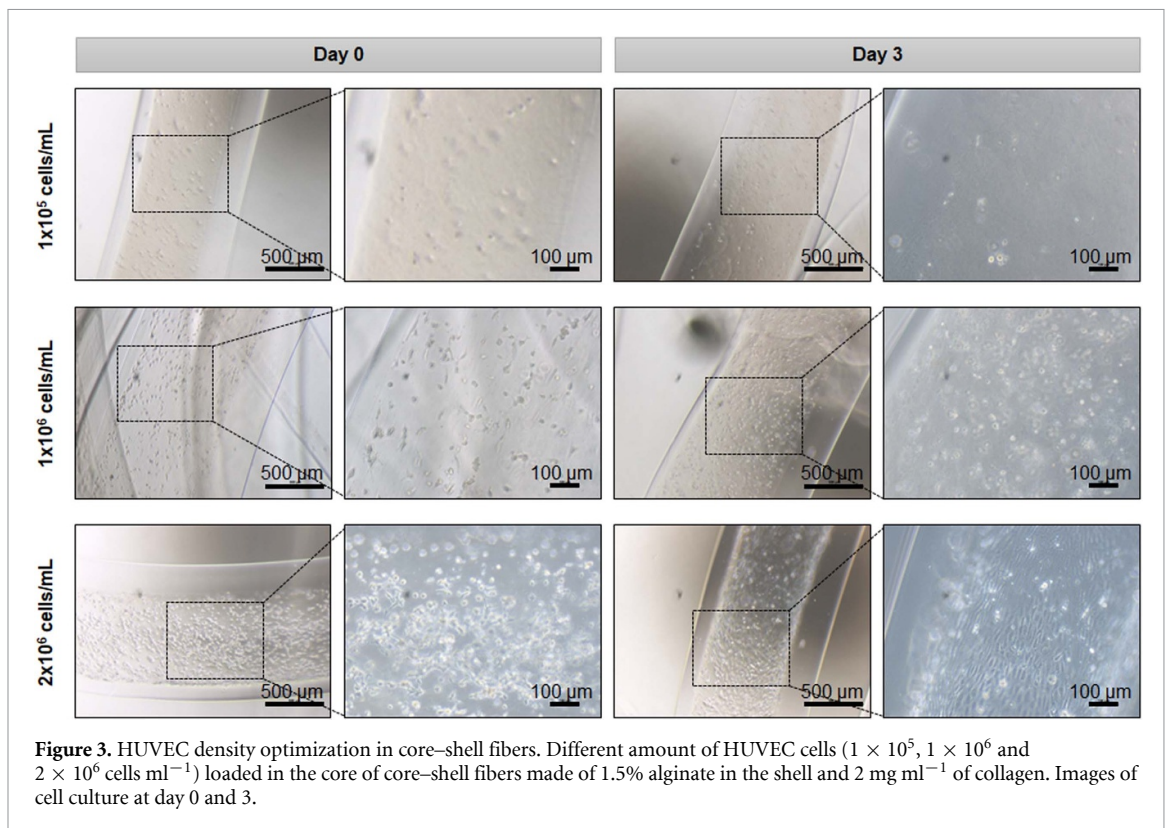 Day 0
Day 3
1x10⁵ cells/mL
500 µm
100 µm
500 µm
100 µm
1x10⁶ cells/mL
500 µm
100 µm
500 µm
100 µm
2x10⁶ cells/mL
500 µm
100 µm
500 µm
100 µm
Figure 3. HUVEC density optimization in core–shell fibers. Different amount of HUVEC cells (1 × 10⁵, 1 × 10⁶ and
2 × 10⁶ cells ml⁻¹) loaded in the core of core–shell fibers made of 1.5% alginate in the shell and 2 mg ml⁻¹ of collagen. Images of
cell culture at day 0 and 3.